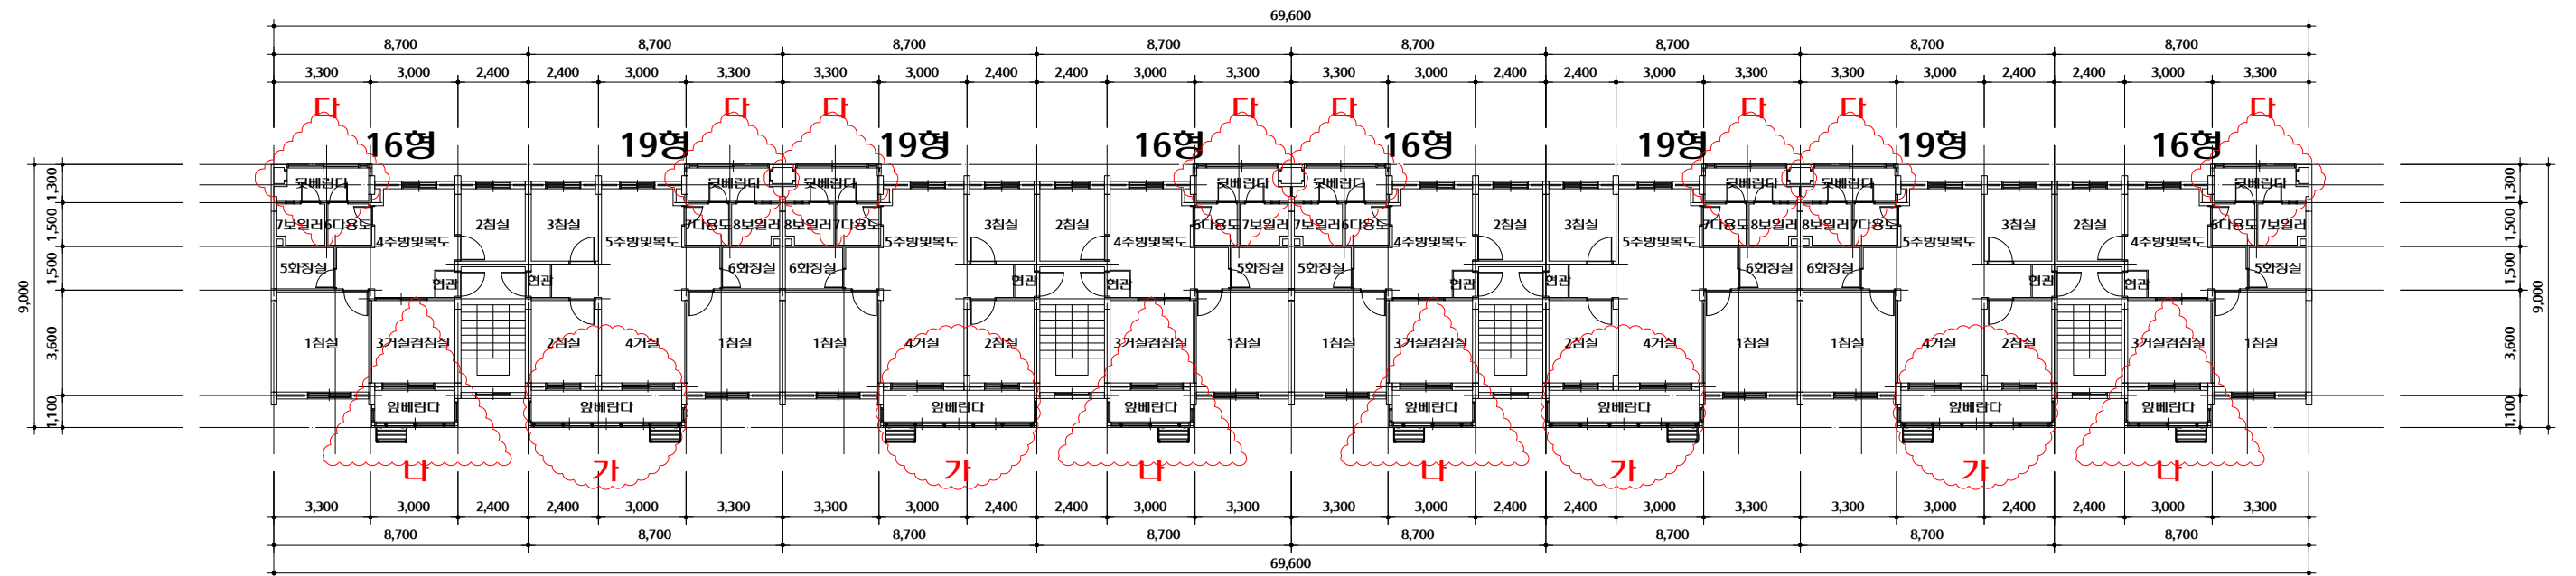 69,600
8,700 8,700 8,700 8,700 8,700 8,700 8,700 8,700
3,300 3,000 2,400 2,400 3,000 3,300 3,300 3,000 2,400 2,400 3,000 3,300 3,300 3,000 2,400 2,400 3,000 3,300 3,300 3,000 2,400 2,400 3,000 3,300
다 다 다 다 다 다 다 다
16형 19형 19형 16형 16형 19형 19형 16형
뒷베란다 뒷베란다 뒷베란다 뒷베란다 뒷베란다 뒷베란다 뒷베란다 뒷베란다
7보일러 6다용도 2침실 3침실 7다용도 8보일러 8보일러 7다용도 3침실 2침실 6다용도 7보일러 7보일러 6다용도 2침실 3침실 7다용도 8보일러 8보일러 7다용도 3침실 2침실 6다용도 7보일러
4주방및복도 5주방및복도 5주방및복도 4주방및복도 4주방및복도 5주방및복도 5주방및복도 4주방및복도
5화장실 6화장실 6화장실 5화장실 5화장실 6화장실 6화장실 5화장실
현관 현관 현관 현관 현관 현관 현관 현관
1침실 3거실겸침실 2침실 4거실 1침실 1침실 4거실 2침실 3거실겸침실 1침실 1침실 3거실겸침실 2침실 4거실 1침실 1침실 4거실 2침실 3거실겸침실 1침실
앞베란다 앞베란다 앞베란다 앞베란다 앞베란다 앞베란다 앞베란다 앞베란다
나 가 가 나 나 가 가 나
9,000
1,300
1,500
1,500
3,600
1,100
1,300
1,500
1,500
3,600
1,100
9,000
3,300 3,000 2,400 2,400 3,000 3,300 3,300 3,000 2,400 2,400 3,000 3,300 3,300 3,000 2,400 2,400 3,000 3,300 3,300 3,000 2,400 2,400 3,000 3,300
8,700 8,700 8,700 8,700 8,700 8,700 8,700 8,700
69,600